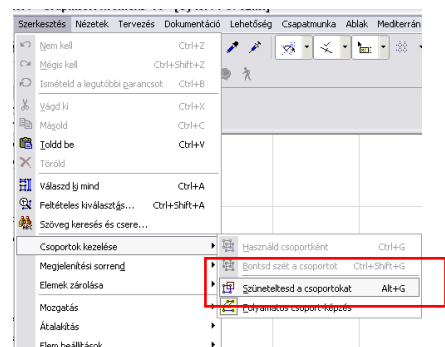 Szerkesztés Nézetek Tervezés Dokumentáció Lehetőség Csapatmunka Ablak Mediterrán
Nem kell Ctrl+Z
Mégis kell Ctrl+Shift+Z
Ismételd a legutóbbi parancsot Ctrl+B
Vágd ki Ctrl+X
Másold Ctrl+C
Toldd be Ctrl+V
Töröld
Válaszd ki mind Ctrl+A
Feltételes kiválasztás... Ctrl+Shift+A
Szöveg keresés és csere...
Csoportok kezelése
Használd csoportként Ctrl+G
Megjelenítési sorrend
Bontsd szét a csoportot Ctrl+Shift+G
Elemek zárolása
Szüneteltesd a csoportokat Alt+G
Mozgatás
Folyamatos csoport-képzés
Átalakítás
Elem beállítások